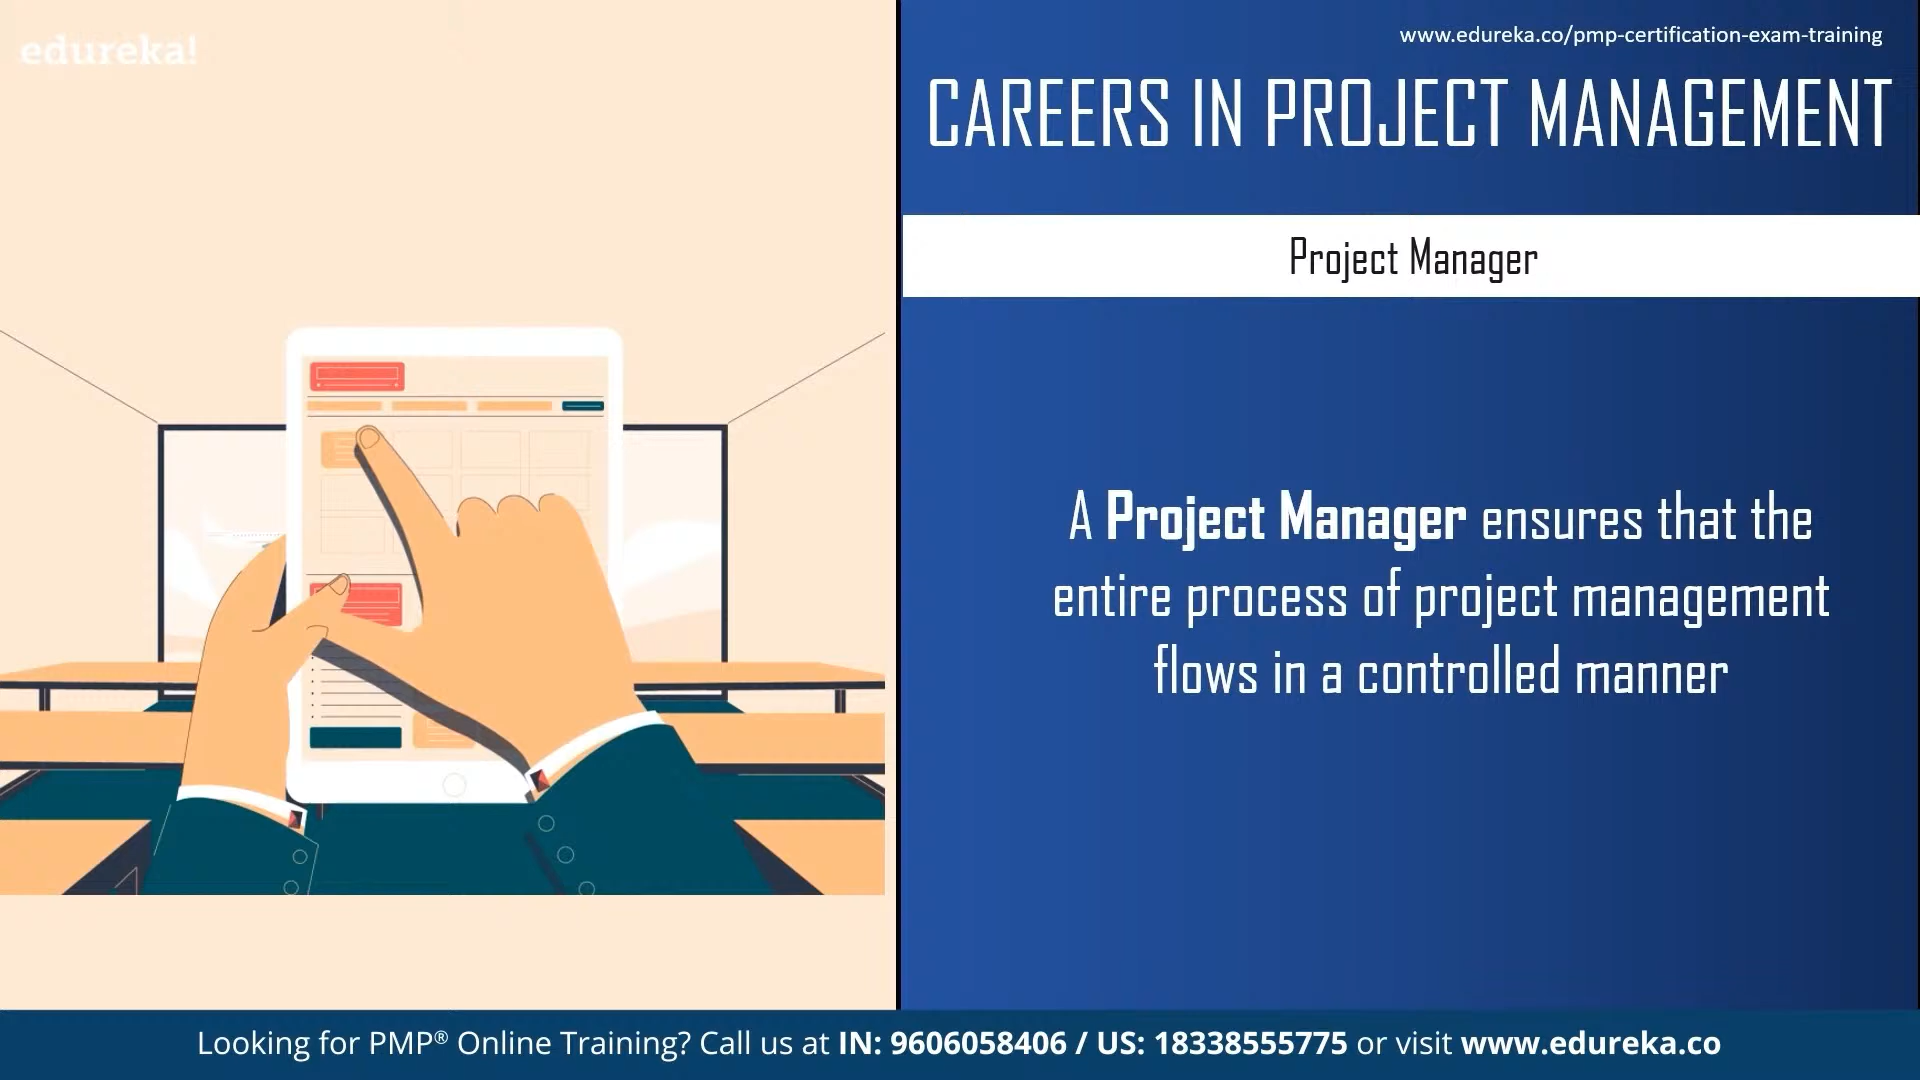 edureka!
www.edureka.co/pmp-certification-exam-training
CAREERS IN PROJECT MANAGEMENT
Project Manager
A Project Manager ensures that the
entire process of project management
flows in a controlled manner
Looking for PMP® Online Training? Call us at IN: 9606058406 / US: 18338555775 or visit www.edureka.co